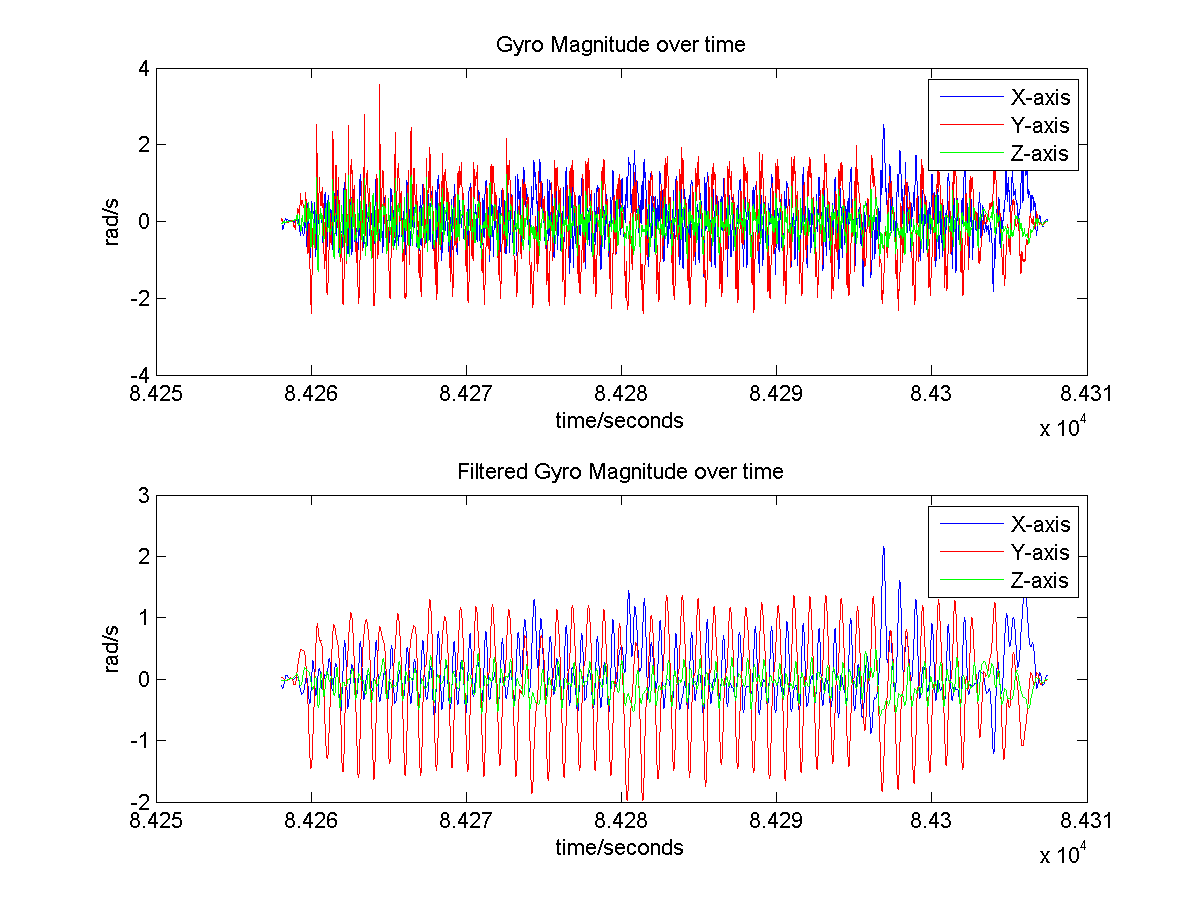 Gyro Magnitude over time
4
2
0
-2
-4
rad/s
X-axis
Y-axis
Z-axis
8.425 8.426 8.427 8.428 8.429 8.43 8.431
time/seconds
x 10^4
Filtered Gyro Magnitude over time
3
2
1
0
-1
-2
rad/s
X-axis
Y-axis
Z-axis
8.425 8.426 8.427 8.428 8.429 8.43 8.431
time/seconds
x 10^4